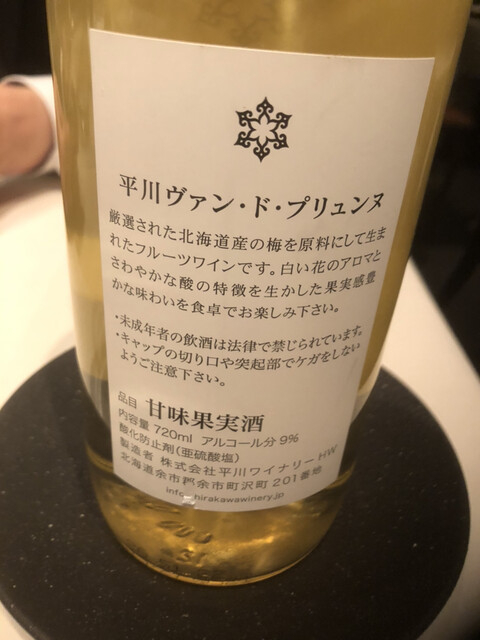 平川ヴァン・ド・プリュンヌ
厳選された北海道産の梅を原料にして生ま
れたフルーツワインです。白い花のアロマと
さわやかな酸の特徴を生かした果実感豊
かな味わいを食卓でお楽しみ下さい。
・未成年者の飲酒は法律で禁じられています。
・キャップの切り口や突起部でケガをしない
ようご注意下さい。
品目 甘味果実酒
内容量 720ml アルコール分 9%
酸化防止剤(亜硫酸塩)
製造者 株式会社平川ワイナリーHW
北海道余市郡余市町沢町201番地
hirakawawinery.jp